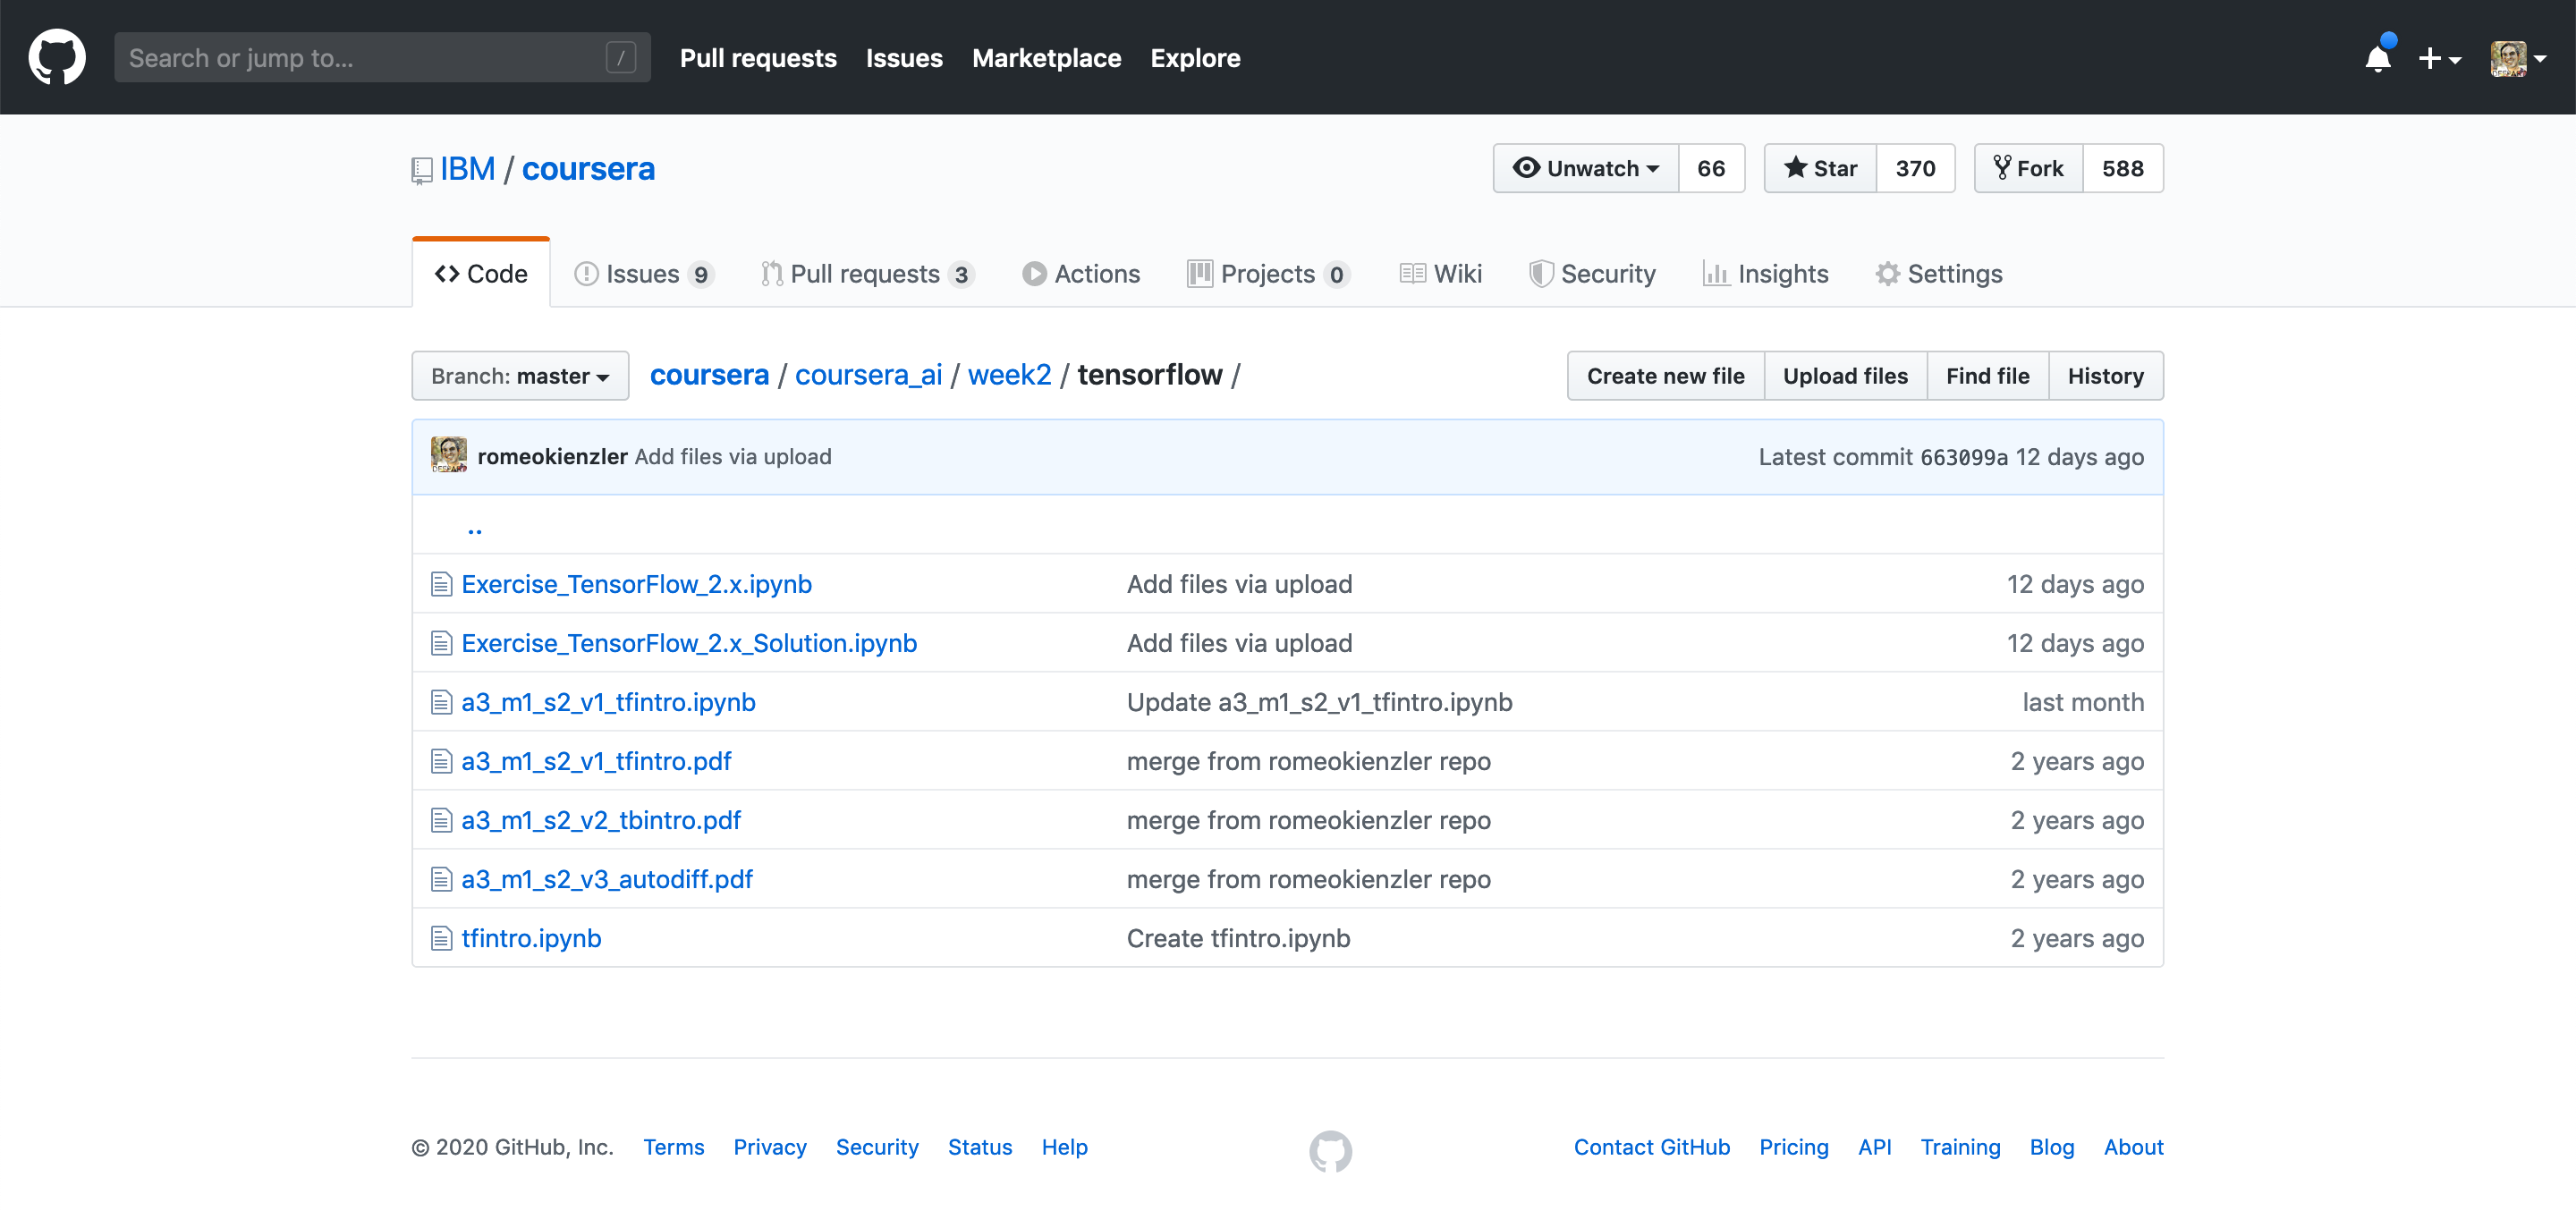 Search or jump to... / Pull requests Issues Marketplace Explore
IBM / coursera Unwatch 66 Star 370 Fork 588
Code Issues 9 Pull requests 3 Actions Projects 0 Wiki Security Insights Settings
Branch: master coursera / coursera_ai / week2 / tensorflow / Create new file Upload files Find file History
romeokienzler Add files via upload Latest commit 663099a 12 days ago
..
Exercise_TensorFlow_2.x.ipynb Add files via upload 12 days ago
Exercise_TensorFlow_2.x_Solution.ipynb Add files via upload 12 days ago
a3_m1_s2_v1_tfintro.ipynb Update a3_m1_s2_v1_tfintro.ipynb last month
a3_m1_s2_v1_tfintro.pdf merge from romeokienzler repo 2 years ago
a3_m1_s2_v2_tbintro.pdf merge from romeokienzler repo 2 years ago
a3_m1_s2_v3_autodiff.pdf merge from romeokienzler repo 2 years ago
tfintro.ipynb Create tfintro.ipynb 2 years ago
© 2020 GitHub, Inc. Terms Privacy Security Status Help Contact GitHub Pricing API Training Blog About